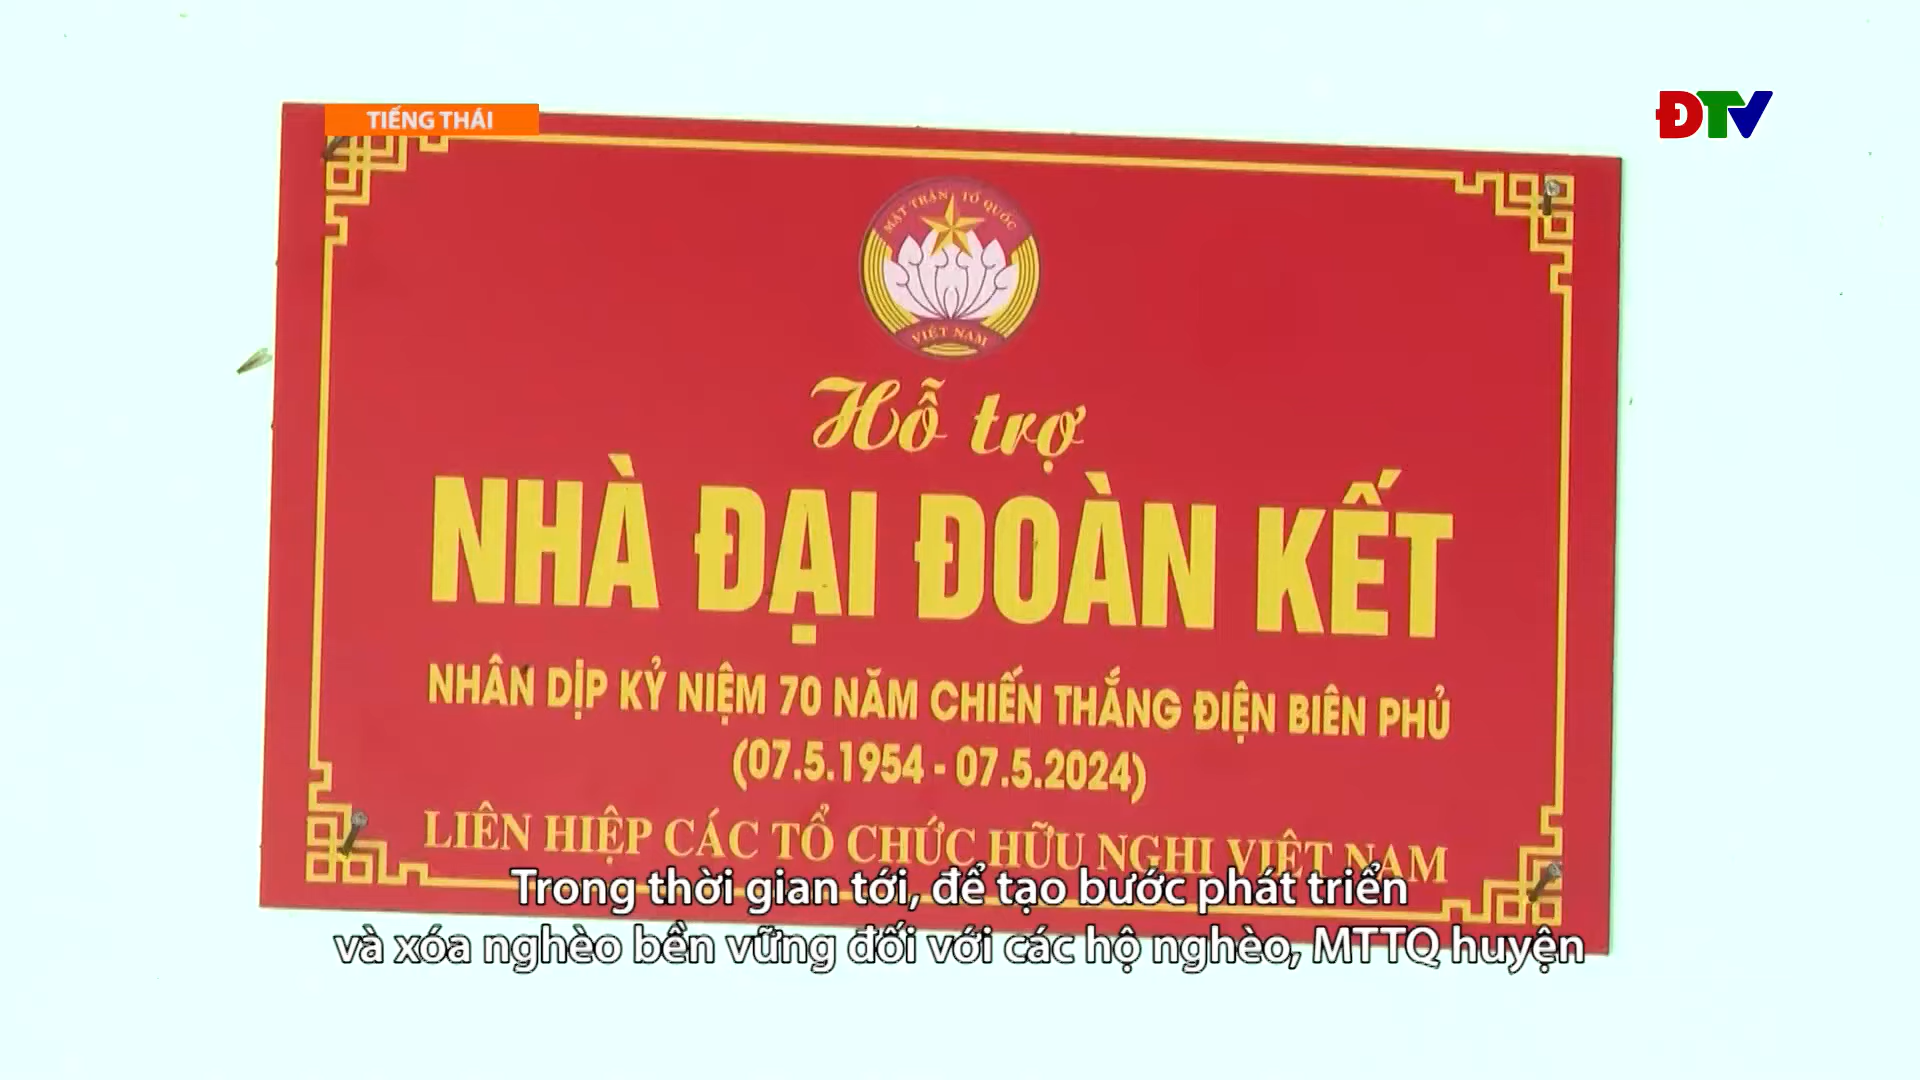 TIẾNG THÁI
ĐTV
MẶT TRẬN TỔ QUỐC
VIỆT NAM
Hỗ trợ
NHÀ ĐẠI ĐOÀN KẾT
NHÂN DỊP KỶ NIỆM 70 NĂM CHIẾN THẮNG ĐIỆN BIÊN PHỦ
(07.5.1954 - 07.5.2024)
LIÊN HIỆP CÁC TỔ CHỨC HỮU NGHỊ VIỆT NAM
Trong thời gian tới, để tạo bước phát triển
và xóa nghèo bền vững đối với các hộ nghèo, MTTQ huyện